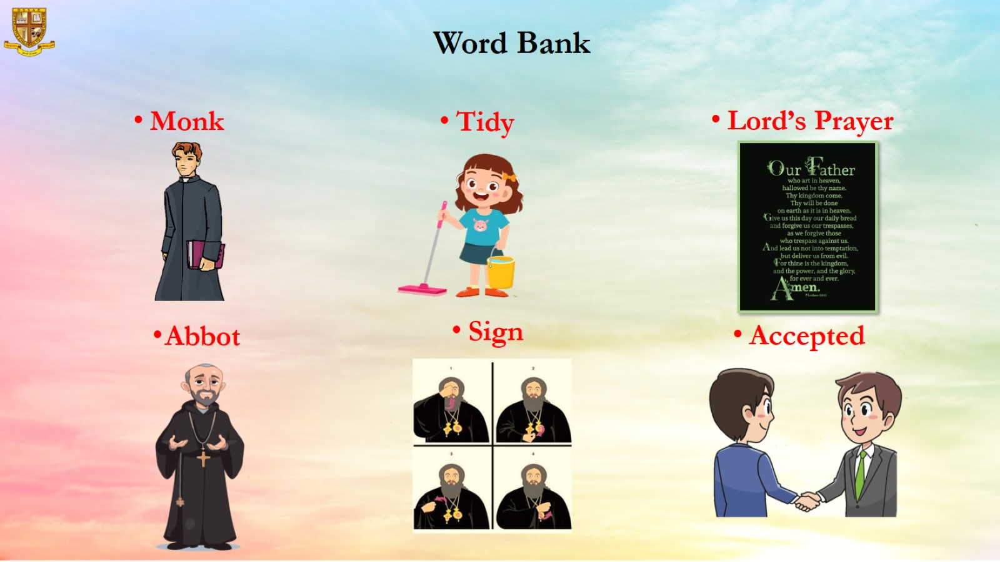 Word Bank
• Monk
• Tidy
• Lord's Prayer
Our Father
who art in heaven,
hallowed be thy name.
Thy kingdom come.
Thy will be done
on earth as it is in heaven.
Give us this day our daily bread
and forgive us our trespasses,
as we forgive those
who trespass against us.
And lead us not into temptation,
but deliver us from evil.
For thine is the kingdom,
and the power, and the glory,
for ever and ever.
Amen.
•Abbot
• Sign
1
2
3
4
• Accepted